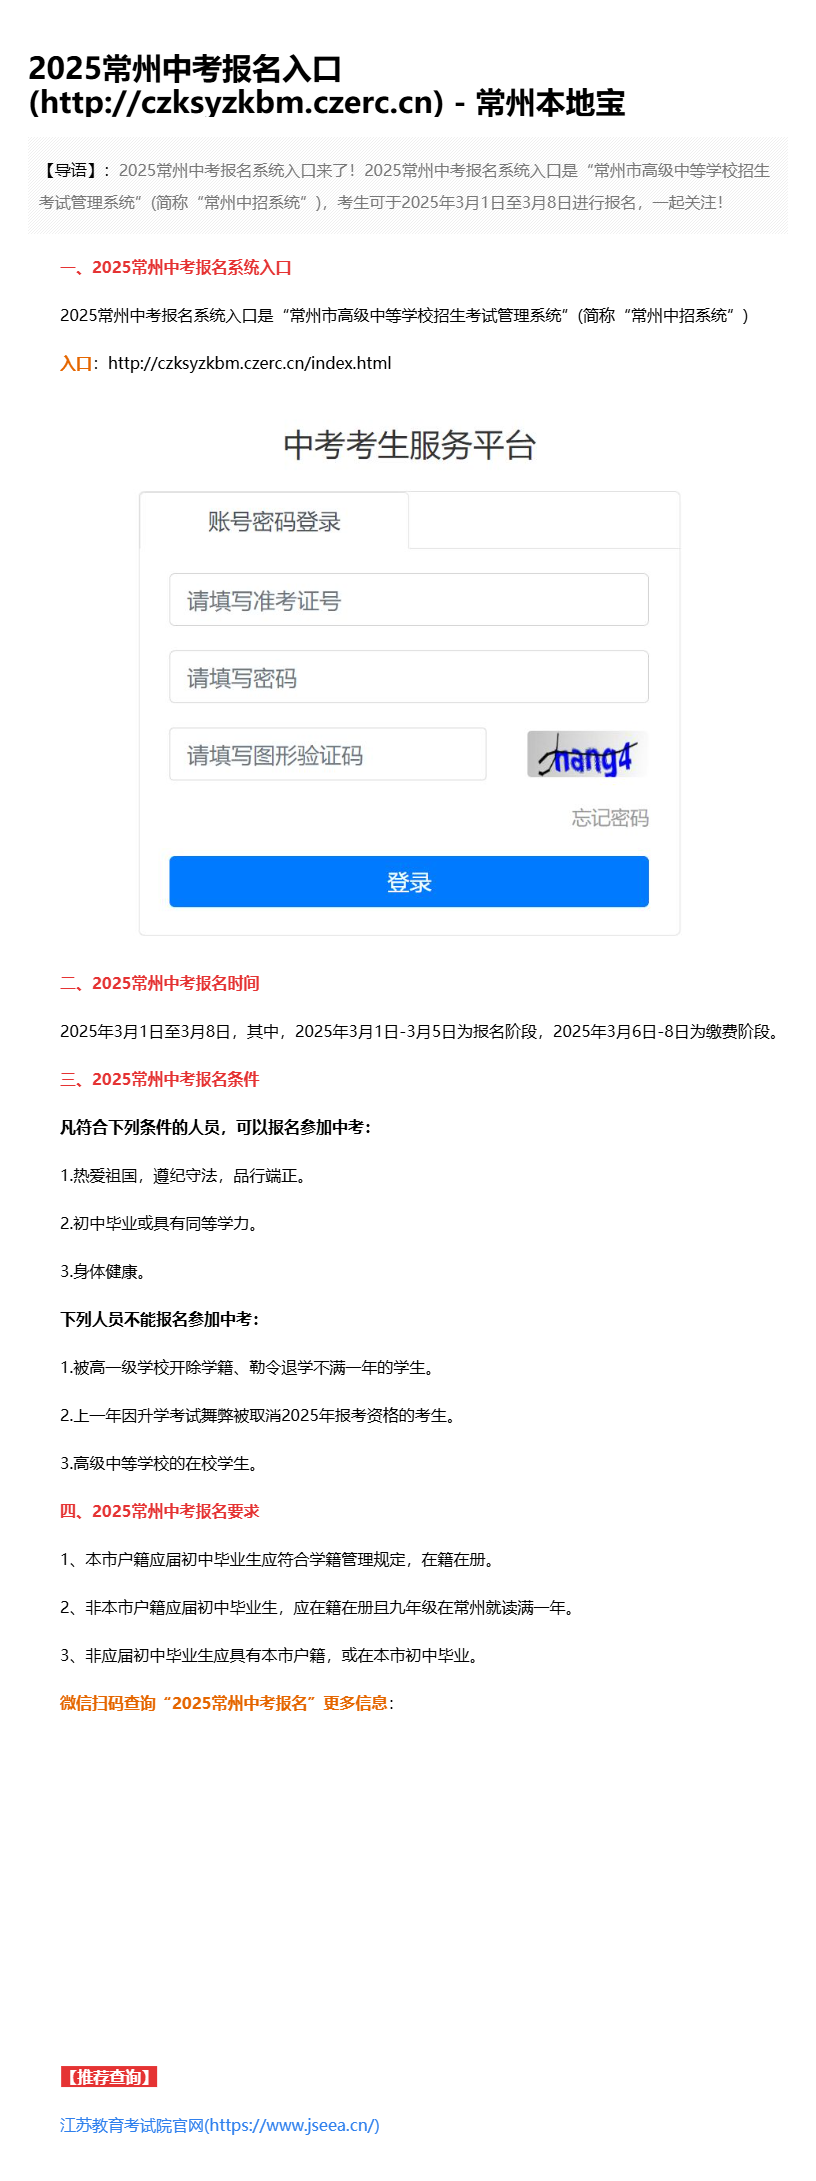 2025常州中考报名入口
(http://czksyzkbm.czerc.cn) - 常州本地宝
【导语】：2025常州中考报名系统入口来了！2025常州中考报名系统入口是“常州市高级中等学校招生
考试管理系统”(简称“常州中招系统”)，考生可于2025年3月1日至3月8日进行报名，一起关注！
一、2025常州中考报名系统入口
2025常州中考报名系统入口是“常州市高级中等学校招生考试管理系统”(简称“常州中招系统”)
入口：http://czksyzkbm.czerc.cn/index.html
中考考生服务平台
账号密码登录
请填写准考证号
请填写密码
请填写图形验证码
忘记密码
登录
二、2025常州中考报名时间
2025年3月1日至3月8日，其中，2025年3月1日-3月5日为报名阶段，2025年3月6日-8日为缴费阶段。
三、2025常州中考报名条件
凡符合下列条件的人员，可以报名参加中考：
1.热爱祖国，遵纪守法，品行端正。
2.初中毕业或具有同等学力。
3.身体健康。
下列人员不能报名参加中考：
1.被高一级学校开除学籍、勒令退学不满一年的学生。
2.上一年因升学考试舞弊被取消2025年报考资格的考生。
3.高级中等学校的在校学生。
四、2025常州中考报名要求
1、本市户籍应届初中毕业生应符合学籍管理规定，在籍在册。
2、非本市户籍应届初中毕业生，应在籍在册且九年级在常州就读满一年。
3、非应届初中毕业生应具有本市户籍，或在本市初中毕业。
微信扫码查询“2025常州中考报名”更多信息：
【推荐查询】
江苏教育考试院官网(https://www.jseea.cn/)